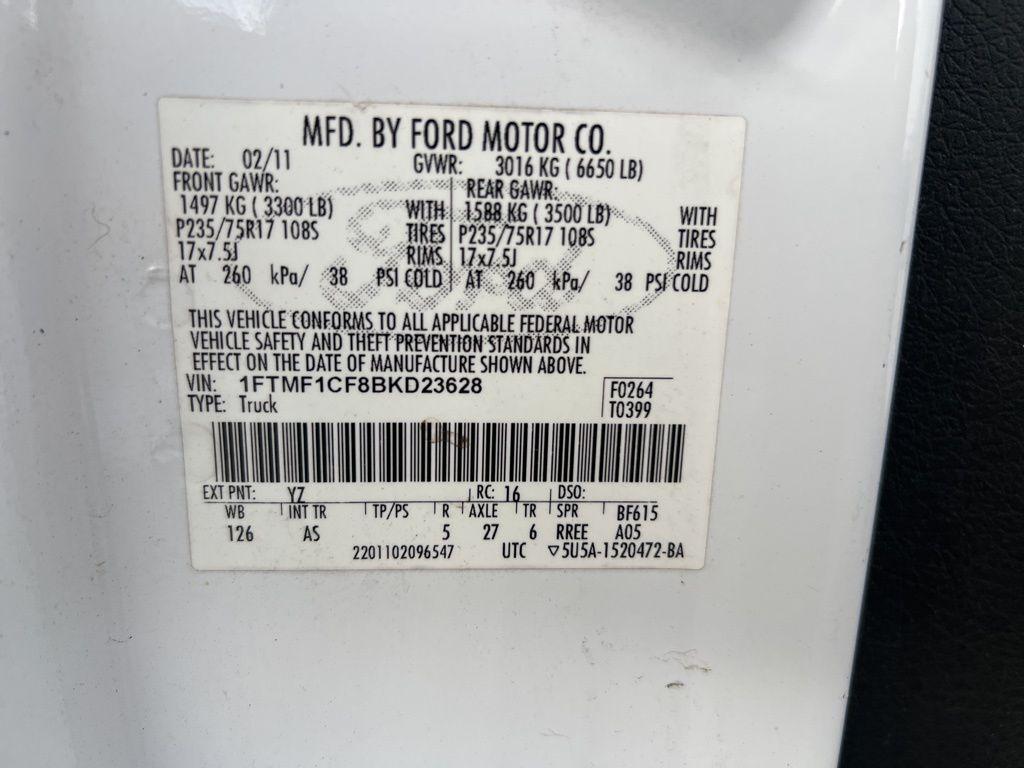 MFD. BY FORD MOTOR CO.
DATE: 02/11 GVWR: 3016 KG ( 6650 LB)
FRONT GAWR: REAR GAWR:
1497 KG ( 3300 LB) WITH 1588 KG ( 3500 LB) WITH
P235/75R17 108S TIRES P235/75R17 108S TIRES
17x7.5J RIMS 17x7.5J RIMS
AT 260 kPa/ 38 PSI COLD AT 260 kPa/ 38 PSI COLD
Ford
THIS VEHICLE CONFORMS TO ALL APPLICABLE FEDERAL MOTOR
VEHICLE SAFETY AND THEFT PREVENTION STANDARDS IN
EFFECT ON THE DATE OF MANUFACTURE SHOWN ABOVE.
VIN: 1FTMF1CF8BKD23628 F0264
TYPE: Truck T0399
EXT PNT: YZ RC: 16 DSO:
WB INT TR TP/PS R AXLE TR SPR BF615
126 AS 5 27 6 RREE A05
2201102096547 UTC ▽5U5A-1520472-BA